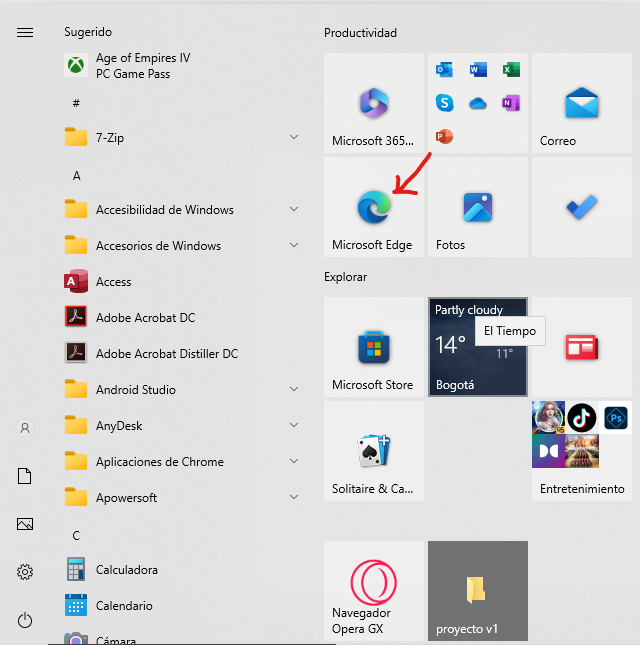 Sugerido
Age of Empires IV
PC Game Pass
#
7-Zip
A
Accesibilidad de Windows
Accesorios de Windows
Access
Adobe Acrobat DC
Adobe Acrobat Distiller DC
Android Studio
AnyDesk
Aplicaciones de Chrome
Apowersoft
C
Calculadora
Calendario
Cámara
Productividad
Microsoft 365...
Correo
Microsoft Edge
Fotos
Explorar
Microsoft Store
Partly cloudy
El Tiempo
14°
11°
Bogotá
Solitaire & Ca...
Ps
Entretenimiento
Navegador
Opera GX
proyecto v1